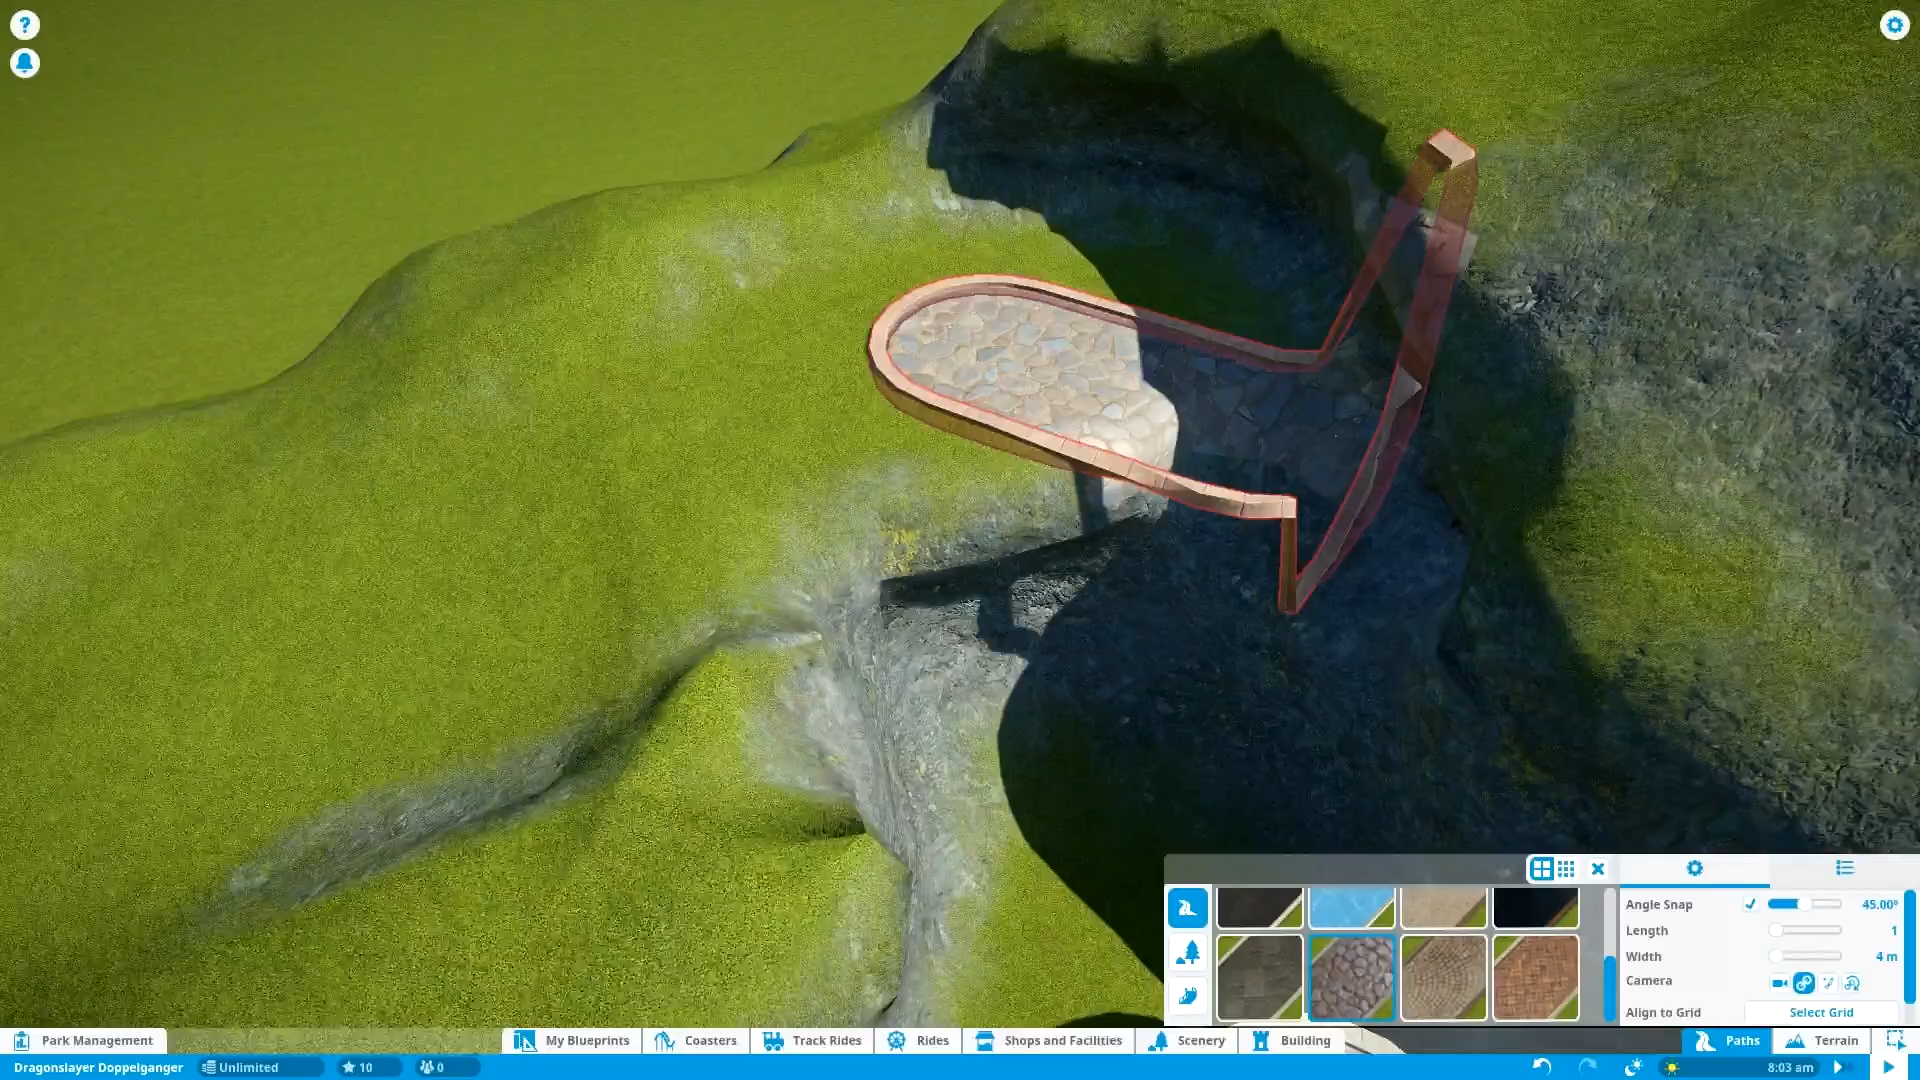 ?
Angle Snap 45.00°
Length 1
Width 4 m
Camera
Align to Grid Select Grid
Park Management My Blueprints Coasters Track Rides Rides Shops and Facilities Scenery Building Paths Terrain
Dragonslayer Doppelganger Unlimited 10 0 8:03 am